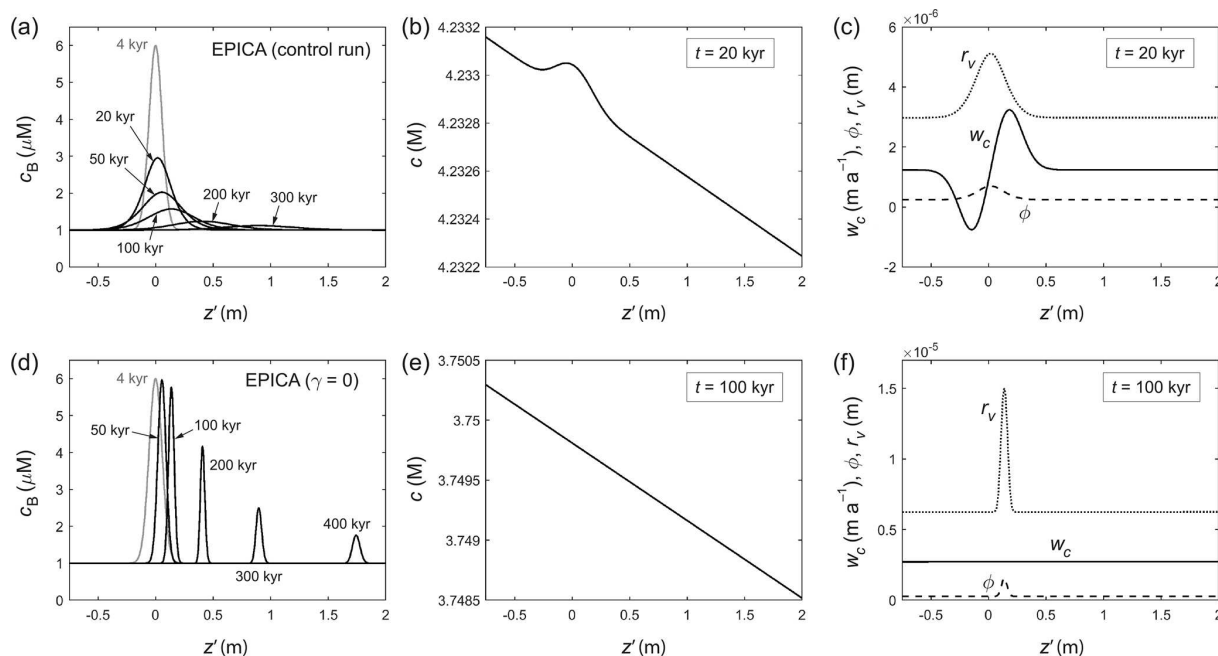 (a)
EPICA (control run)
4 kyr
20 kyr
50 kyr
100 kyr
200 kyr
300 kyr
6
5
4
3
2
1
0
c_B (μM)
-0.5 0 0.5 1 1.5 2
z′ (m)
(b)
t = 20 kyr
4.2332
4.233
4.2328
4.2326
4.2324
4.2322
c (M)
-0.5 0 0.5 1 1.5 2
z′ (m)
(c)
×10⁻⁶
t = 20 kyr
r_v
w_c
ϕ
6
4
2
0
-2
w_c (m a⁻¹), ϕ, r_v (m)
-0.5 0 0.5 1 1.5 2
z′ (m)
(d)
EPICA (γ = 0)
4 kyr
50 kyr
100 kyr
200 kyr
300 kyr
400 kyr
6
5
4
3
2
1
0
c_B (μM)
-0.5 0 0.5 1 1.5 2
z′ (m)
(e)
t = 100 kyr
3.7505
3.75
3.7495
3.749
3.7485
c (M)
-0.5 0 0.5 1 1.5 2
z′ (m)
(f)
×10⁻⁵
t = 100 kyr
r_v
w_c
ϕ
1.5
1
0.5
0
w_c (m a⁻¹), ϕ, r_v (m)
-0.5 0 0.5 1 1.5 2
z′ (m)